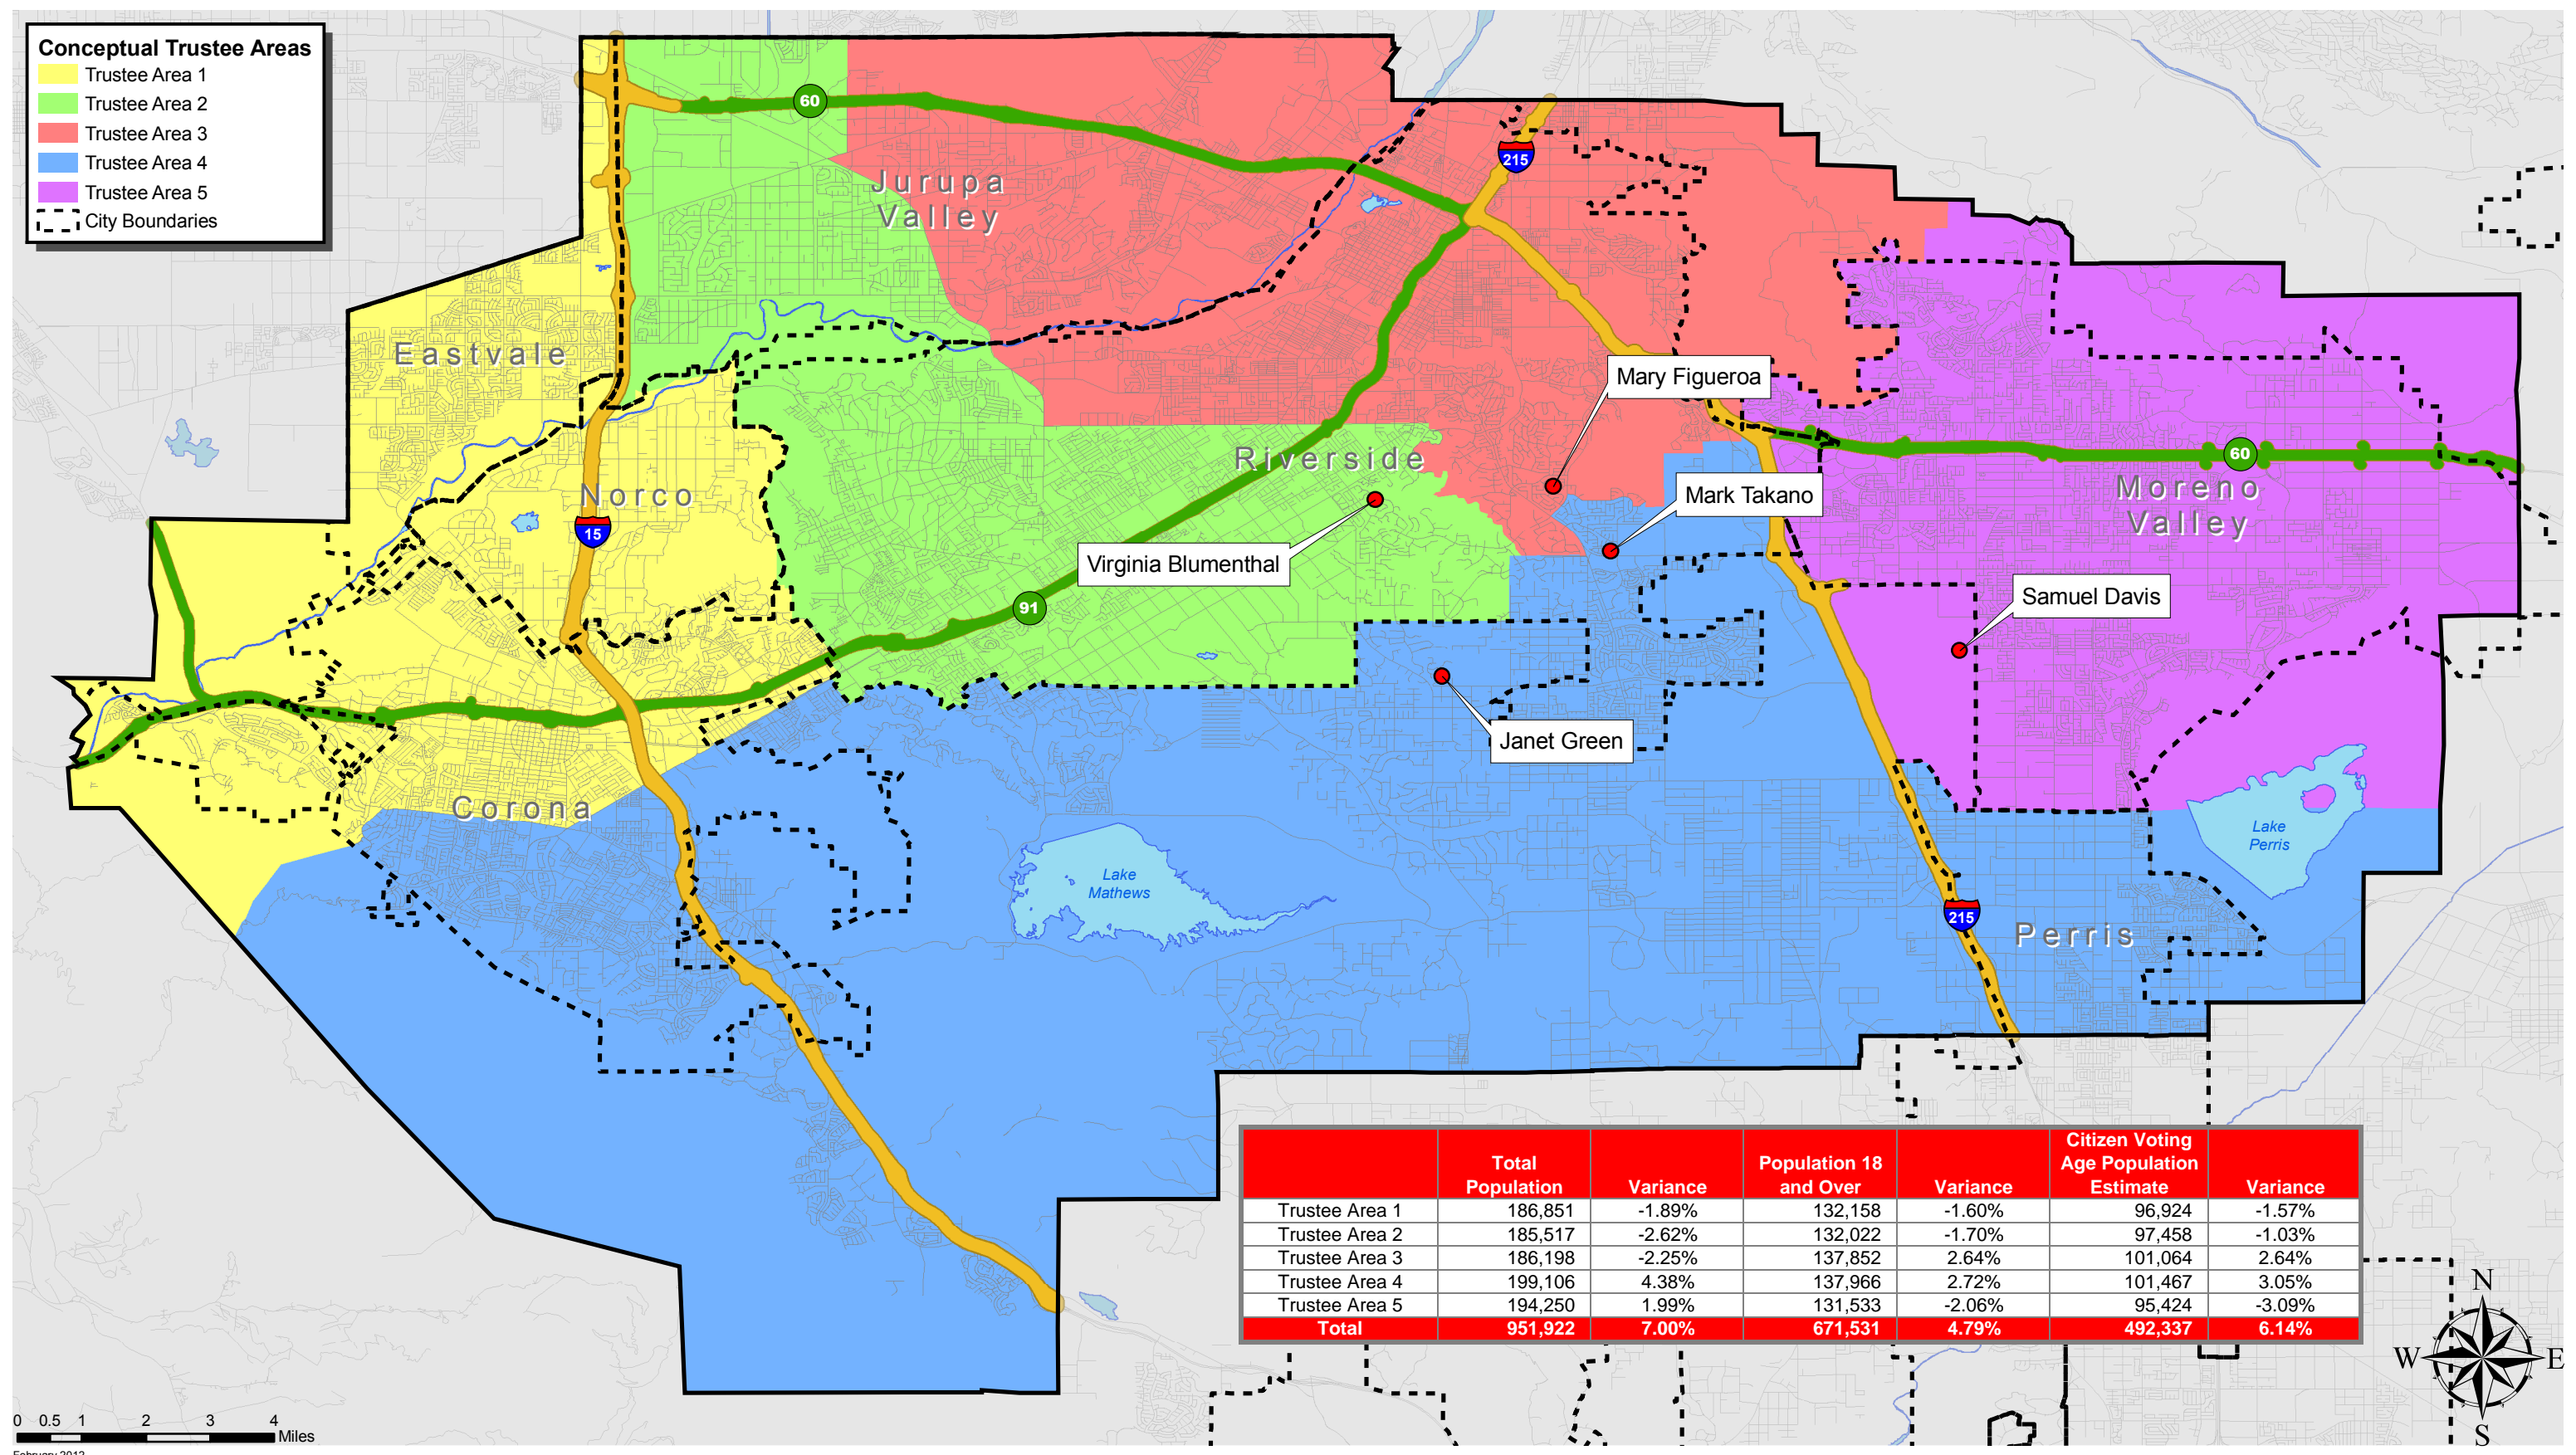 Conceptual Trustee Areas
Trustee Area 1
Trustee Area 2
Trustee Area 3
Trustee Area 4
Trustee Area 5
City Boundaries
60
215
Jurupa
Valley
Eastvale
Mary Figueroa
Riverside
60
Norco
Mark Takano
Moreno
Valley
15
Virginia Blumenthal
91
Samuel Davis
Janet Green
Corona
Lake
Perris
Lake
Mathews
215
Perris
Total Population Variance Population 18 and Over Variance Citizen Voting Age Population Estimate Variance
Trustee Area 1 186,851 -1.89% 132,158 -1.60% 96,924 -1.57%
Trustee Area 2 185,517 -2.62% 132,022 -1.70% 97,458 -1.03%
Trustee Area 3 186,198 -2.25% 137,852 2.64% 101,064 2.64%
Trustee Area 4 199,106 4.38% 137,966 2.72% 101,467 3.05%
Trustee Area 5 194,250 1.99% 131,533 -2.06% 95,424 -3.09%
Total 951,922 7.00% 671,531 4.79% 492,337 6.14%
N
W E
S
0 0.5 1 2 3 4
Miles